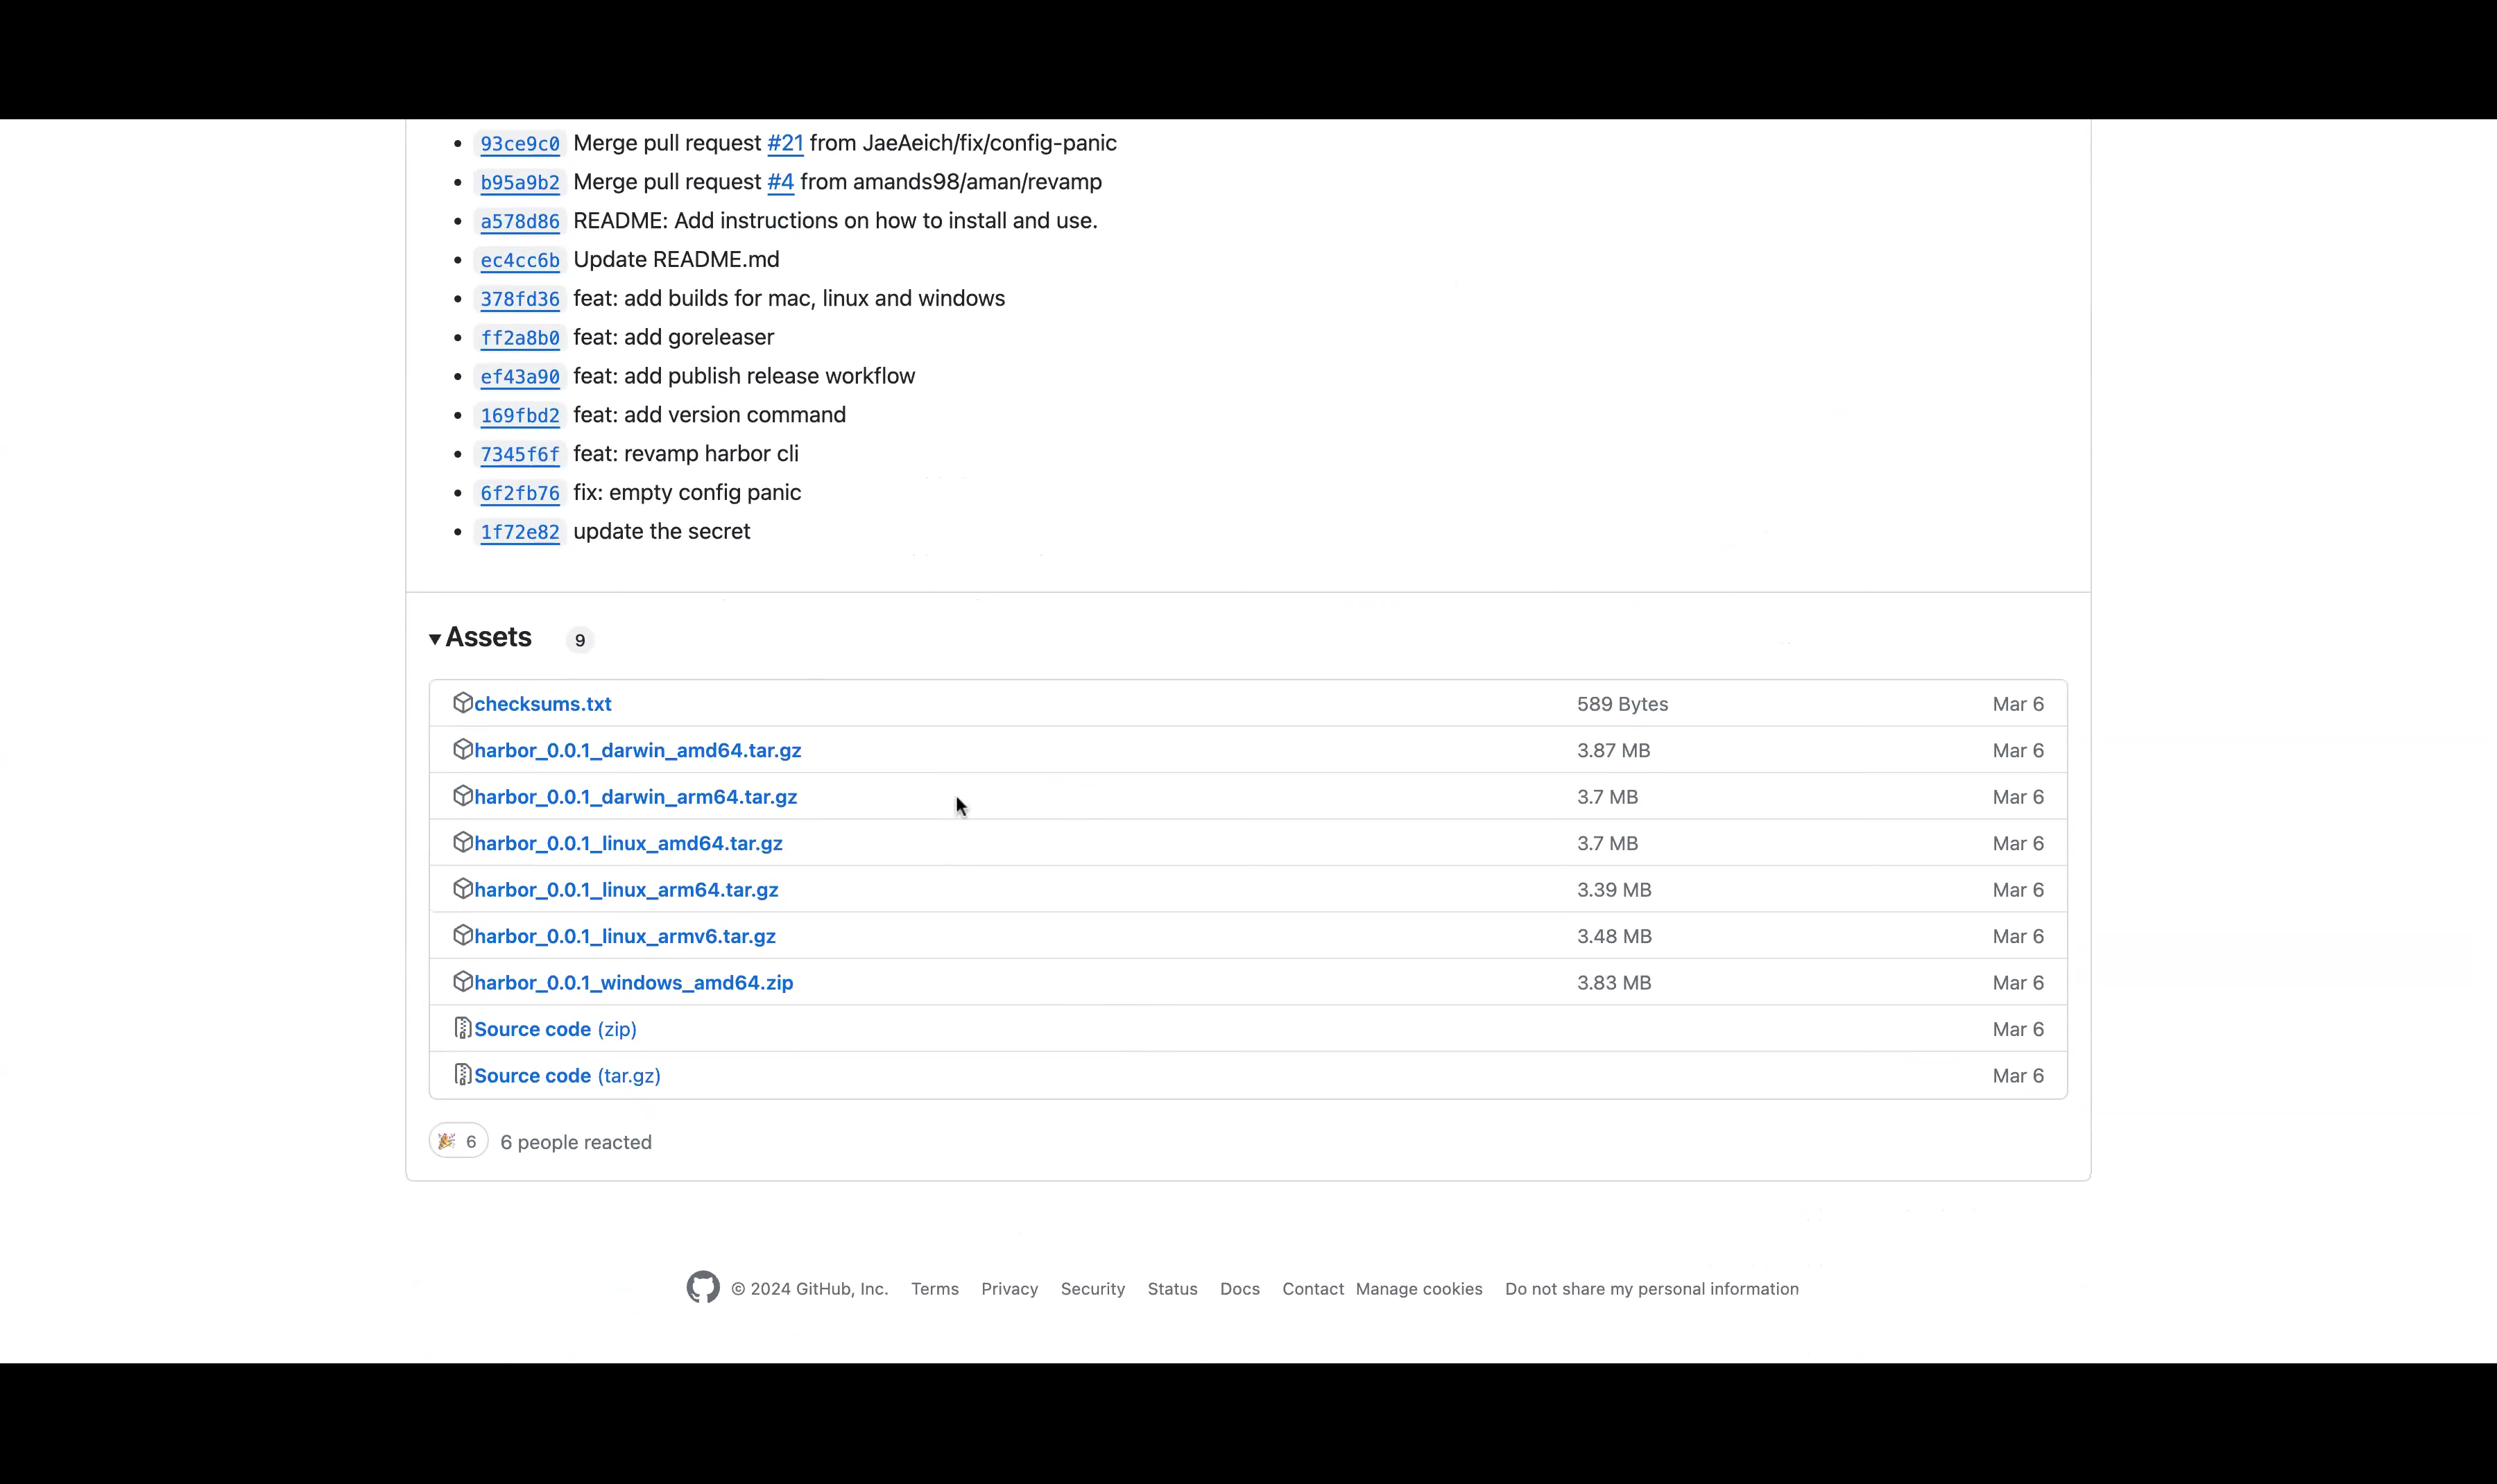 93ce9c0 Merge pull request #21 from JaeAeich/fix/config-panic
b95a9b2 Merge pull request #4 from amands98/aman/revamp
a578d86 README: Add instructions on how to install and use.
ec4cc6b Update README.md
378fd36 feat: add builds for mac, linux and windows
ff2a8b0 feat: add goreleaser
ef43a90 feat: add publish release workflow
169fbd2 feat: add version command
7345f6f feat: revamp harbor cli
6f2fb76 fix: empty config panic
1f72e82 update the secret
Assets 9
checksums.txt 589 Bytes Mar 6
harbor_0.0.1_darwin_amd64.tar.gz 3.87 MB Mar 6
harbor_0.0.1_darwin_arm64.tar.gz 3.7 MB Mar 6
harbor_0.0.1_linux_amd64.tar.gz 3.7 MB Mar 6
harbor_0.0.1_linux_arm64.tar.gz 3.39 MB Mar 6
harbor_0.0.1_linux_armv6.tar.gz 3.48 MB Mar 6
harbor_0.0.1_windows_amd64.zip 3.83 MB Mar 6
Source code (zip) Mar 6
Source code (tar.gz) Mar 6
6 6 people reacted
© 2024 GitHub, Inc. Terms Privacy Security Status Docs Contact Manage cookies Do not share my personal information